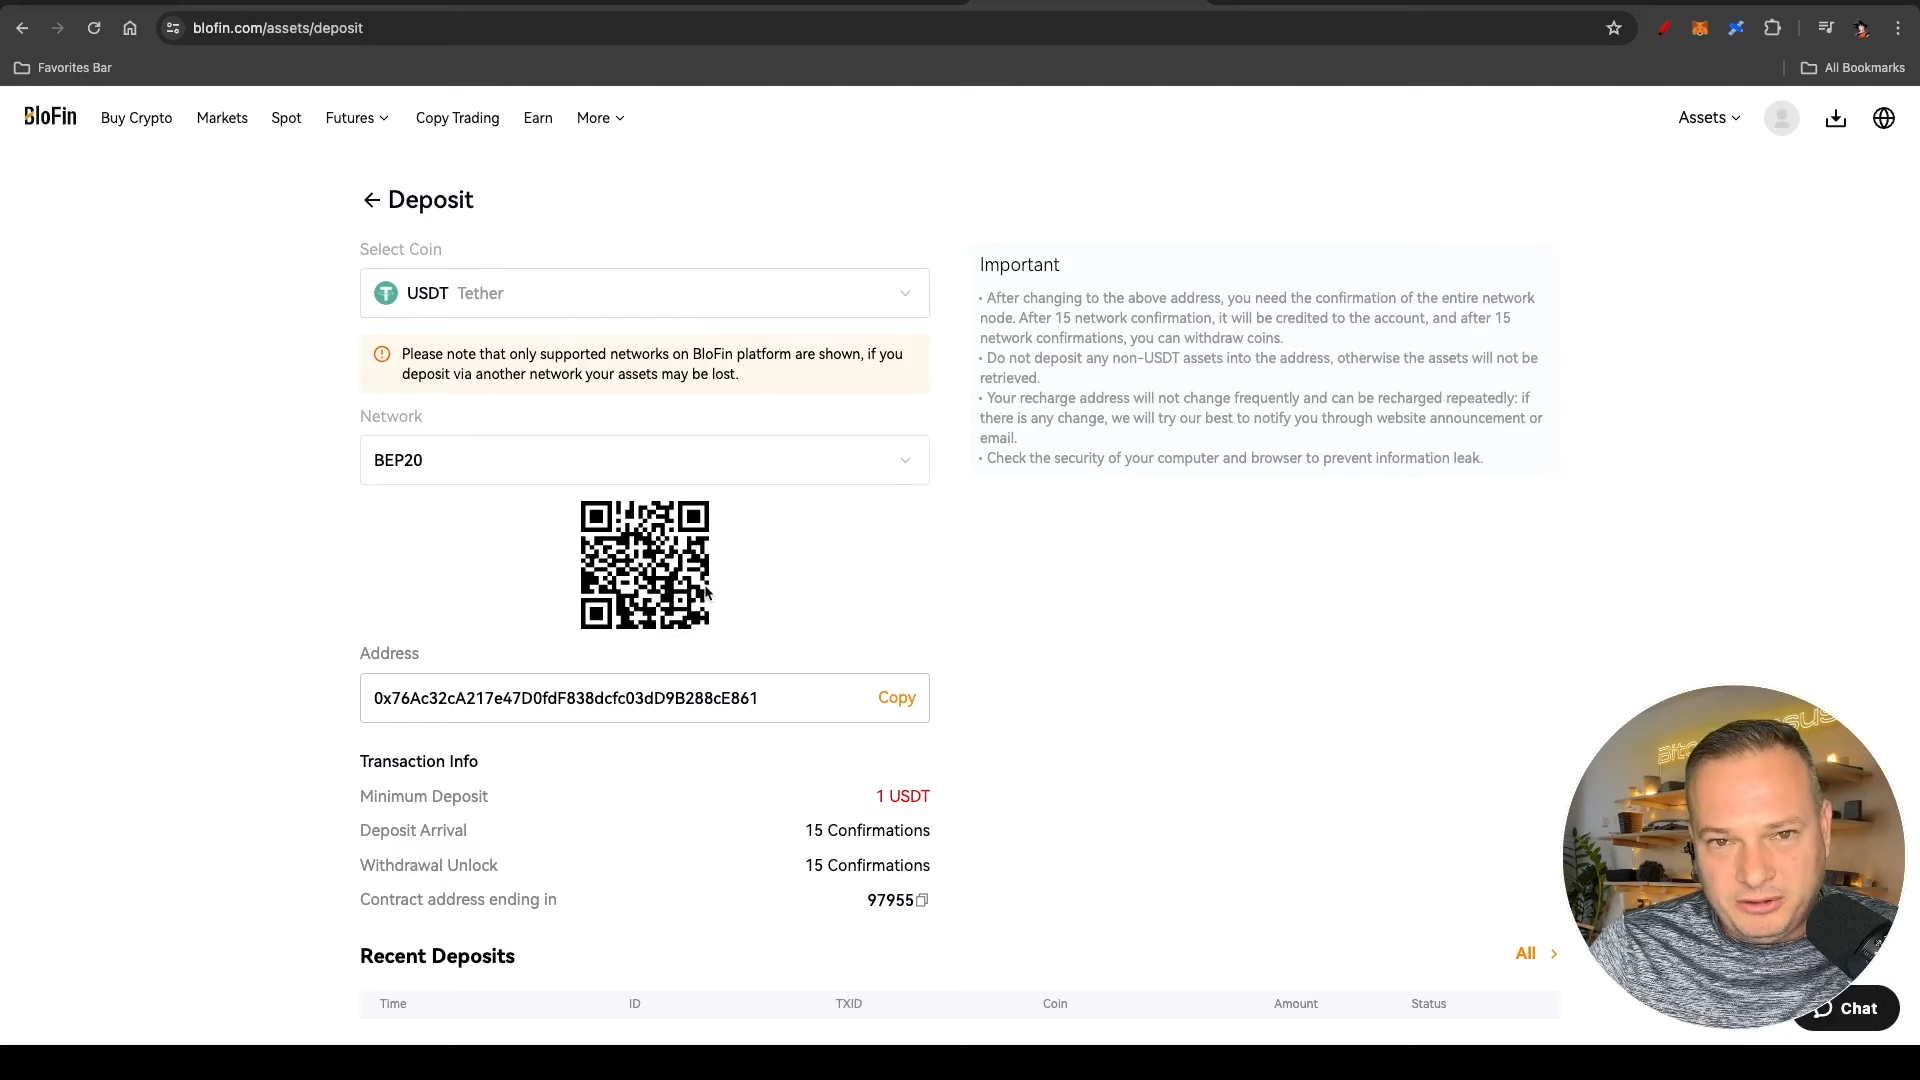 blofin.com/assets/deposit
Favorites Bar
All Bookmarks
BloFin
Buy Crypto
Markets
Spot
Futures
Copy Trading
Earn
More
Assets
Deposit
Select Coin
USDT Tether
Please note that only supported networks on BloFin platform are shown, if you
deposit via another network your assets may be lost.
Network
BEP20
Address
0x76Ac32cA217e47D0fdF838dcfc03dD9B288cE861
Copy
Transaction Info
Minimum Deposit
1 USDT
Deposit Arrival
15 Confirmations
Withdrawal Unlock
15 Confirmations
Contract address ending in
97955
Important
• After changing to the above address, you need the confirmation of the entire network
node. After 15 network confirmation, it will be credited to the account, and after 15
network confirmations, you can withdraw coins.
• Do not deposit any non-USDT assets into the address, otherwise the assets will not be
retrieved.
• Your recharge address will not change frequently and can be recharged repeatedly: if
there is any change, we will try our best to notify you through website announcement or
email.
• Check the security of your computer and browser to prevent information leak.
Recent Deposits
All
Time
ID
TXID
Coin
Amount
Status
Chat